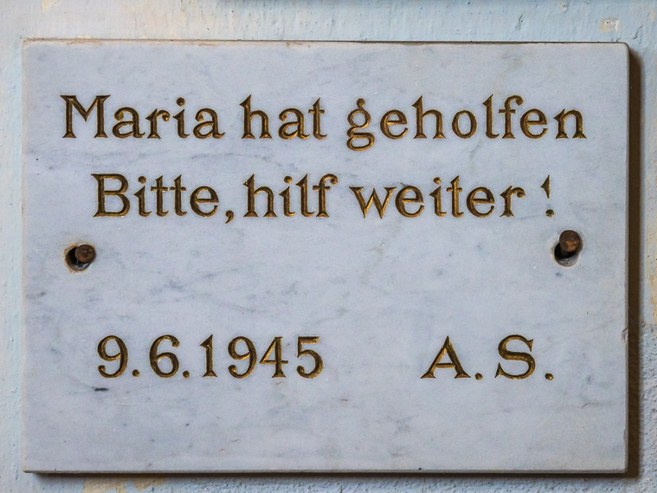 Maria hat geholfen
Bitte, hilf weiter !
9.6.1945 A.S.